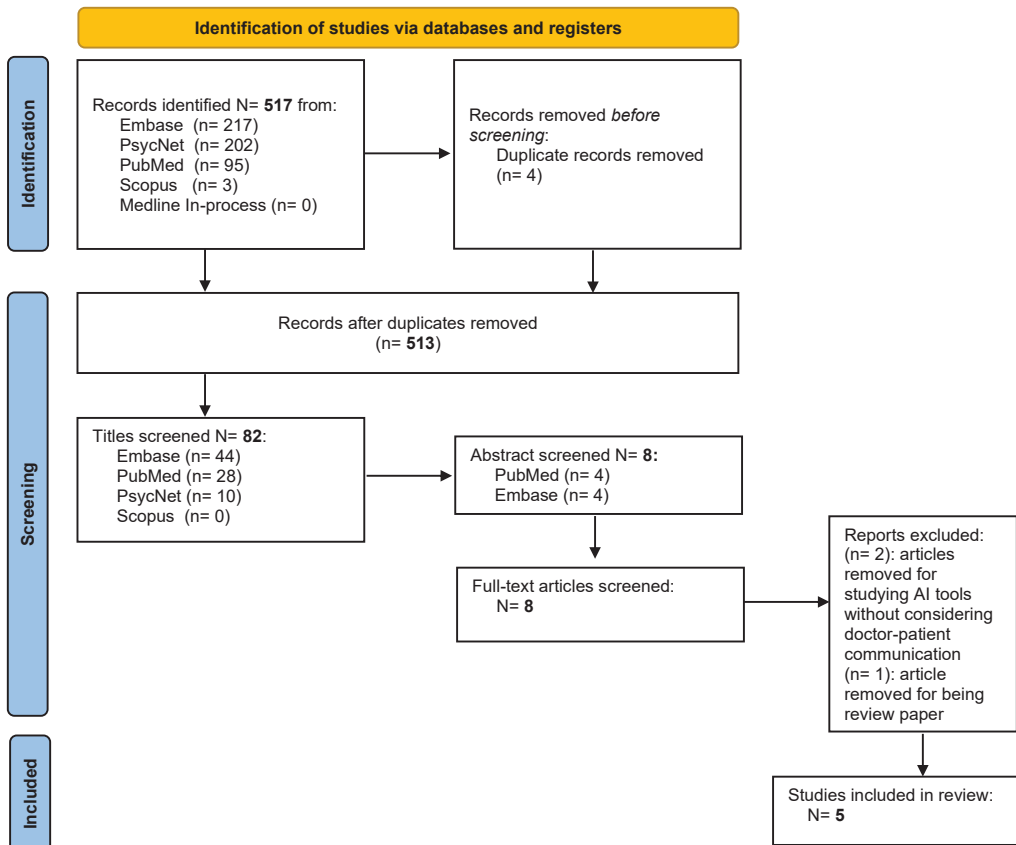 Identification of studies via databases and registers
Identification
Records identified N= 517 from:
Embase (n= 217)
PsycNet (n= 202)
PubMed (n= 95)
Scopus (n= 3)
Medline In-process (n= 0)
Records removed before
screening:
Duplicate records removed
(n= 4)
Screening
Records after duplicates removed
(n= 513)
Titles screened N= 82:
Embase (n= 44)
PubMed (n= 28)
PsycNet (n= 10)
Scopus (n= 0)
Abstract screened N= 8:
PubMed (n= 4)
Embase (n= 4)
Full-text articles screened:
N= 8
Reports excluded:
(n= 2): articles
removed for
studying AI tools
without considering
doctor-patient
communication
(n= 1): article
removed for being
review paper
Included
Studies included in review:
N= 5